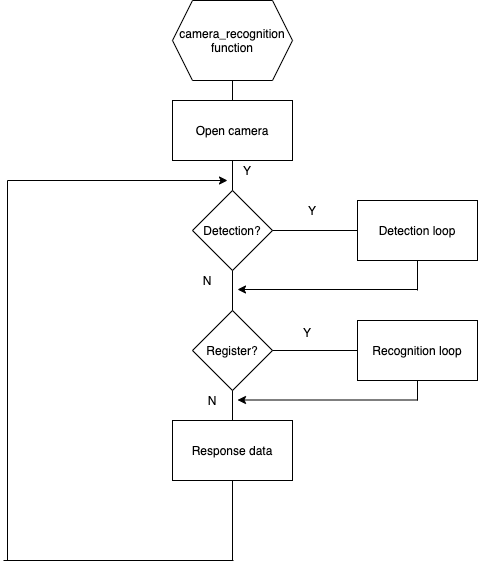 camera_recognition
function
Open camera
Y
Y
Detection?
Detection loop
N
Y
Register?
Recognition loop
N
Response data